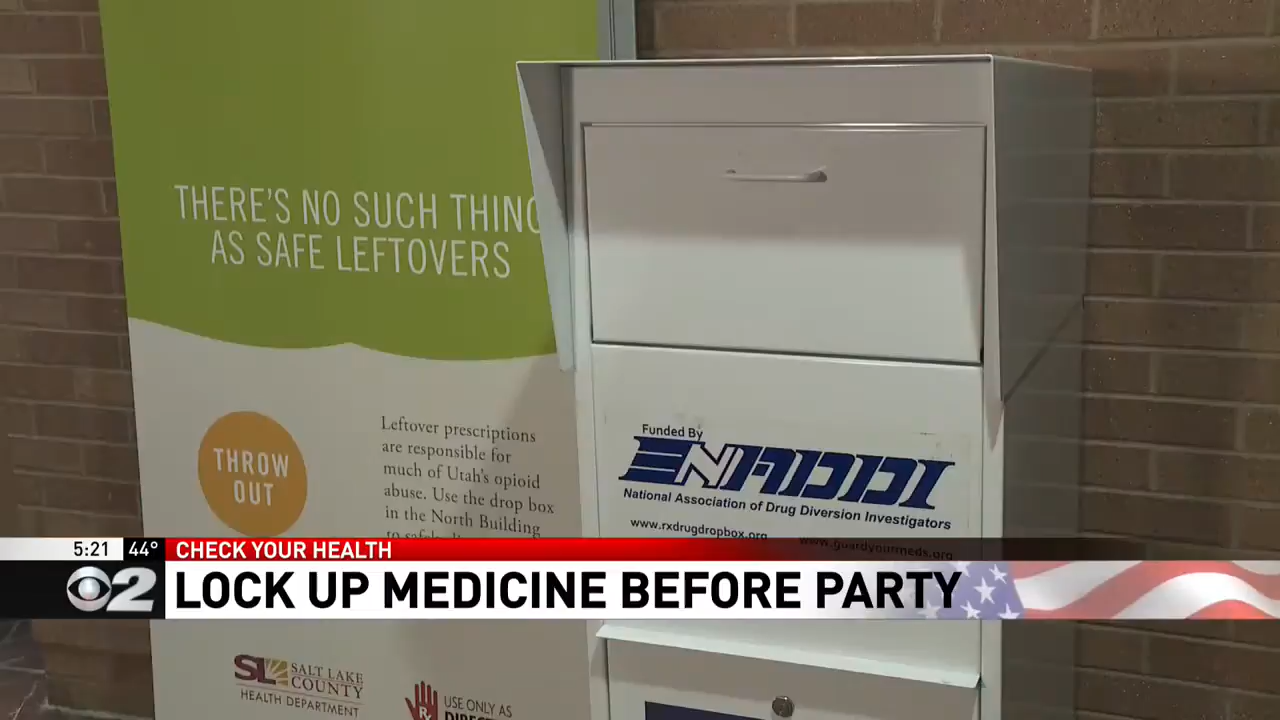 THERE'S NO SUCH THING
AS SAFE LEFTOVERS
THROW
OUT
Leftover prescriptions
are responsible for
much of Utah's opioid
abuse. Use the drop box
in the North Building
Funded By
NADDI
National Association of Drug Diversion Investigators
www.rxdrugdropbox.org
www.guardyourmeds.org
5:21
44°
CHECK YOUR HEALTH
2
LOCK UP MEDICINE BEFORE PARTY
SL
SALT LAKE
COUNTY
HEALTH DEPARTMENT
Rx
USE ONLY AS